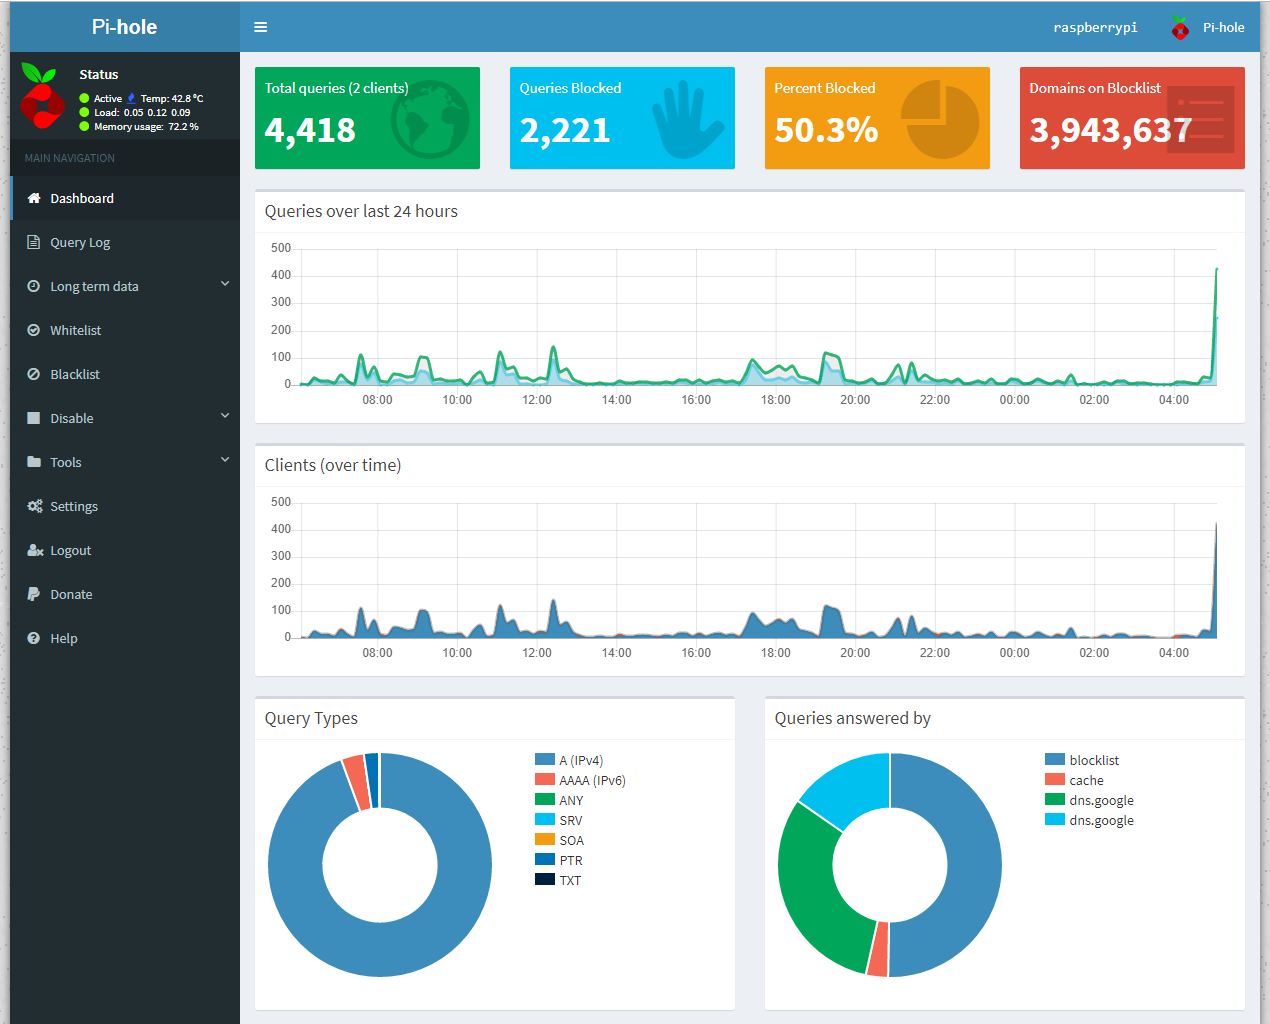 Pi-hole
raspberrypi
Pi-hole
Status
Active Temp: 42.8 °C
Load: 0.05 0.12 0.09
Memory usage: 72.2 %
MAIN NAVIGATION
Dashboard
Query Log
Long term data
Whitelist
Blacklist
Disable
Tools
Settings
Logout
Donate
Help
Total queries (2 clients)
4,418
Queries Blocked
2,221
Percent Blocked
50.3%
Domains on Blocklist
3,943,637
Queries over last 24 hours
500
400
300
200
100
0
08:00 10:00 12:00 14:00 16:00 18:00 20:00 22:00 00:00 02:00 04:00
Clients (over time)
500
400
300
200
100
0
08:00 10:00 12:00 14:00 16:00 18:00 20:00 22:00 00:00 02:00 04:00
Query Types
A (IPv4)
AAAA (IPv6)
ANY
SRV
SOA
PTR
TXT
Queries answered by
blocklist
cache
dns.google
dns.google